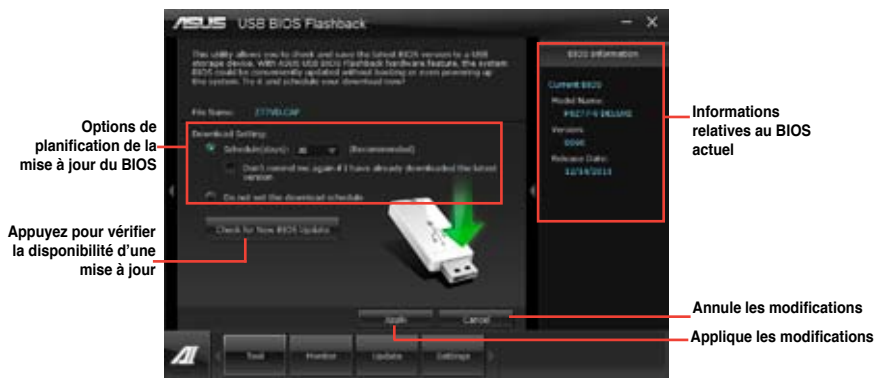 ASUS USB BIOS Flashback
This utility allows you to check and save the latest BIOS version to a USB
storage device. With ASUS USB BIOS Flashback hardware feature, the system
BIOS could be conveniently updated without booting or even powering up
the system. Try it and schedule your download now!
File Name: Z77VD.CAP
Download Setting:
Schedule(days): (Recommended)
Don't remind me again if I have already downloaded the latest
version
Do not set the download schedule
Check for New BIOS Update
Apply Cancel
Tool Monitor Update Settings
BIOS Information
Current BIOS
Model Name:
P8Z77-V DELUXE
Version:
Release Date:
Options de
planification de la
mise à jour du BIOS
Appuyez pour vérifier
la disponibilité d'une
mise à jour
Informations
relatives au BIOS
actuel
Annule les modifications
Applique les modifications